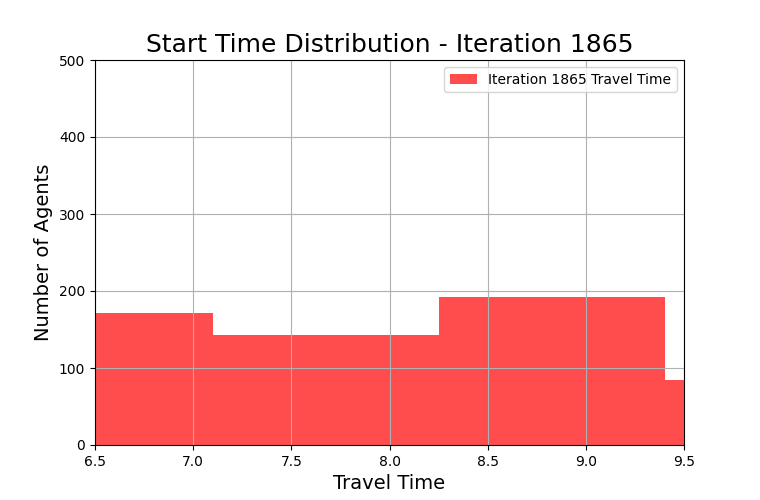 Start Time Distribution - Iteration 1865
Iteration 1865 Travel Time
Number of Agents
500
400
300
200
100
0
6.5 7.0 7.5 8.0 8.5 9.0 9.5
Travel Time